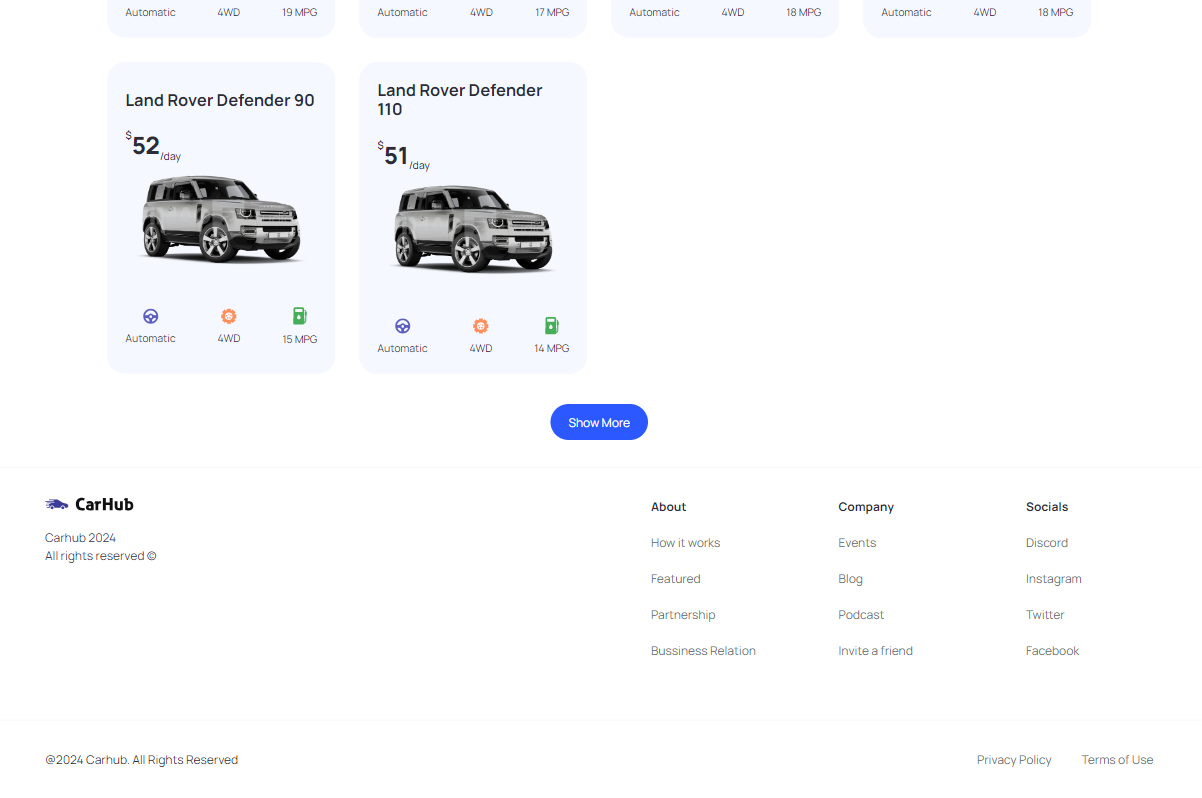 Automatic 4WD 19 MPG Automatic 4WD 17 MPG Automatic 4WD 18 MPG Automatic 4WD 18 MPG
Land Rover Defender 90
$52/day
Automatic 4WD 15 MPG
Land Rover Defender
110
$51/day
Automatic 4WD 14 MPG
Show More
CarHub
Carhub 2024
All rights reserved ©
About
How it works
Featured
Partnership
Bussiness Relation
Company
Events
Blog
Podcast
Invite a friend
Socials
Discord
Instagram
Twitter
Facebook
@2024 Carhub. All Rights Reserved
Privacy Policy Terms of Use